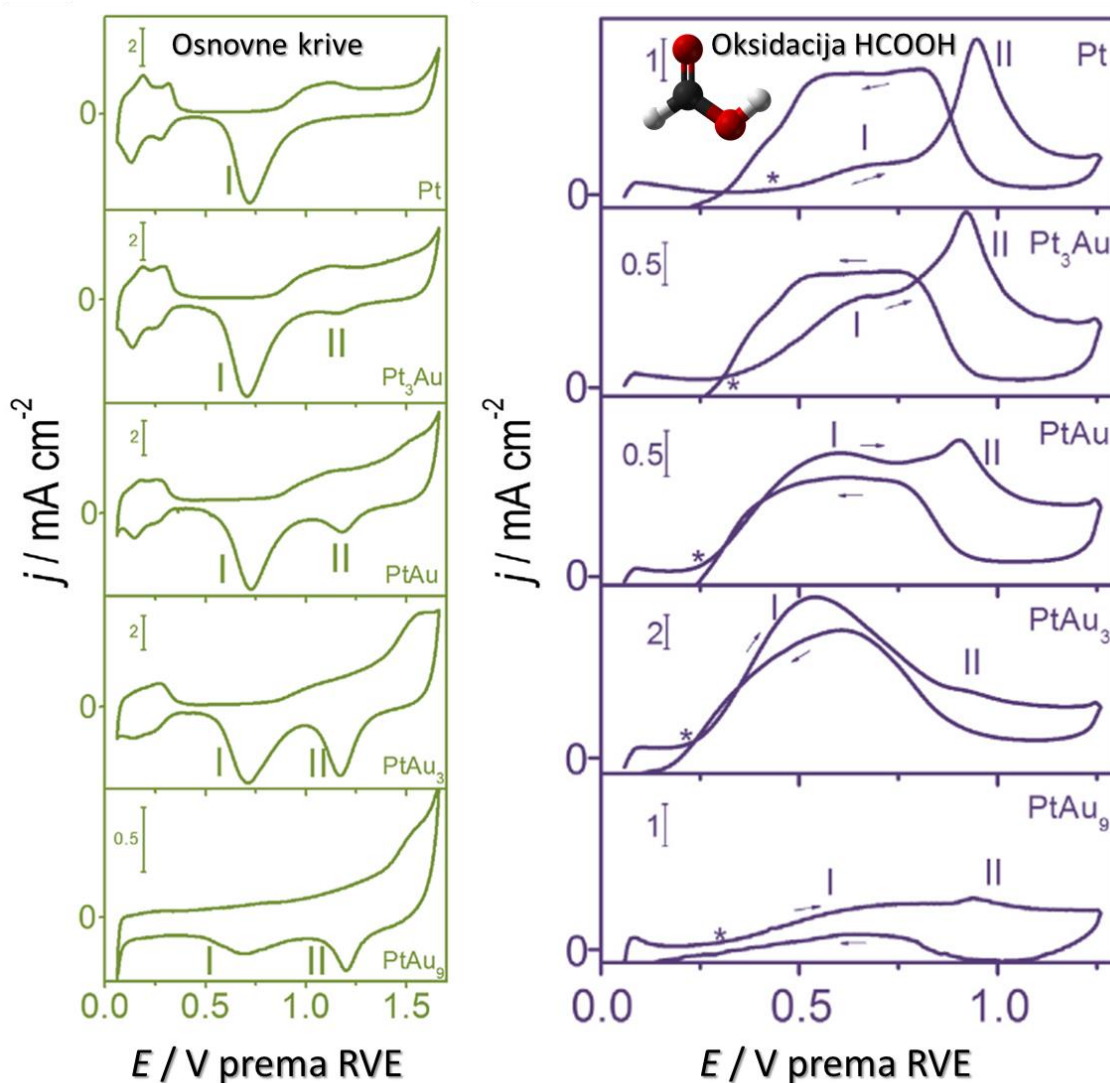 Osnovne krive
2
0
I
Pt
2
0
I
II
Pt₃Au
2
0
I
II
PtAu
2
0
I
II
PtAu₃
0.5
0
I
II
PtAu₉
0.0 0.5 1.0 1.5
j / mA cm⁻²
E / V prema RVE
Oksidacija HCOOH
1
II
Pt
I
*
0
0.5
II
Pt₃Au
I
*
0
0.5
I
II
PtAu
*
0
2
I
II
PtAu₃
*
0
1
I
II
PtAu₉
*
0
0.0 0.5 1.0
j / mA cm⁻²
E / V prema RVE